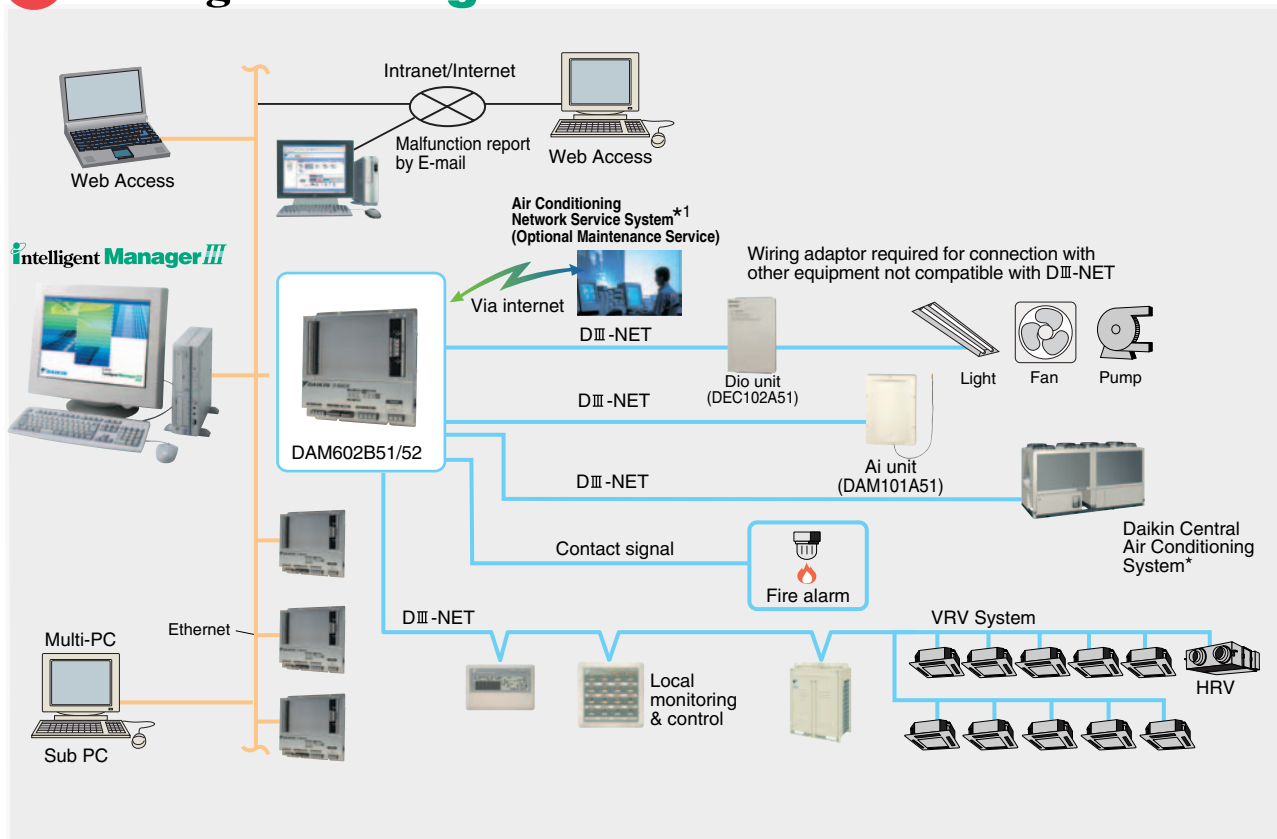 Intranet/Internet
Malfunction report
by E-mail
Web Access
Web Access
Air Conditioning
Network Service System*1
(Optional Maintenance Service)
intelligent Manager III
Via internet
Wiring adaptor required for connection with
other equipment not compatible with DⅢ-NET
DⅢ-NET
Dio unit
(DEC102A51)
Light
Fan
Pump
DAIKIN
DⅢ-NET
DAM602B51/52
Ai unit
(DAM101A51)
DⅢ-NET
Daikin Central
Air Conditioning
System*
Contact signal
Fire alarm
DⅢ-NET
VRV System
Ethernet
Multi-PC
Local
monitoring
& control
HRV
Sub PC